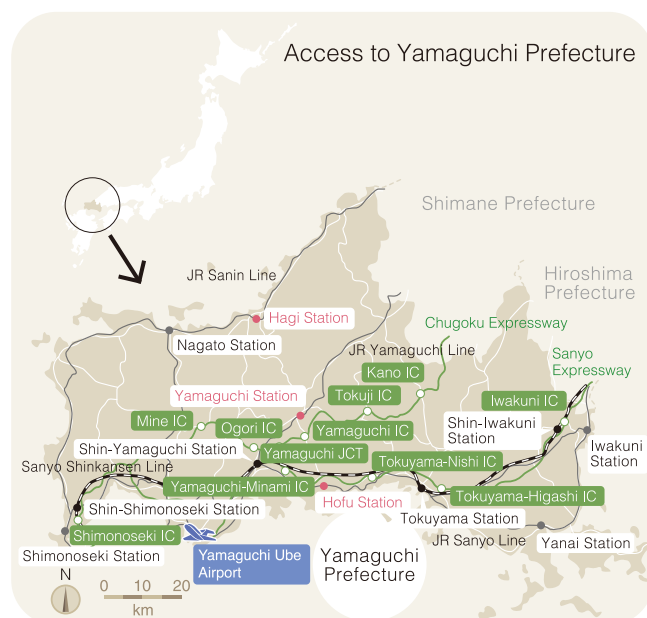 Access to Yamaguchi Prefecture
Shimane Prefecture
Hiroshima
Prefecture
JR Sanin Line
Hagi Station
Nagato Station
Chugoku Expressway
JR Yamaguchi Line
Sanyo
Expressway
Kano IC
Yamaguchi Station
Tokuji IC
Iwakuni IC
Mine IC
Ogori IC
Yamaguchi IC
Shin-Iwakuni
Station
Iwakuni
Station
Shin-Yamaguchi Station
Yamaguchi JCT
Tokuyama-Nishi IC
Sanyo Shinkansen Line
Yamaguchi-Minami IC
Tokuyama-Higashi IC
Hofu Station
Shin-Shimonoseki Station
Tokuyama Station
Shimonoseki IC
JR Sanyo Line
Yanai Station
Shimonoseki Station
Yamaguchi Ube
Airport
Yamaguchi
Prefecture
N
0 10 20
km